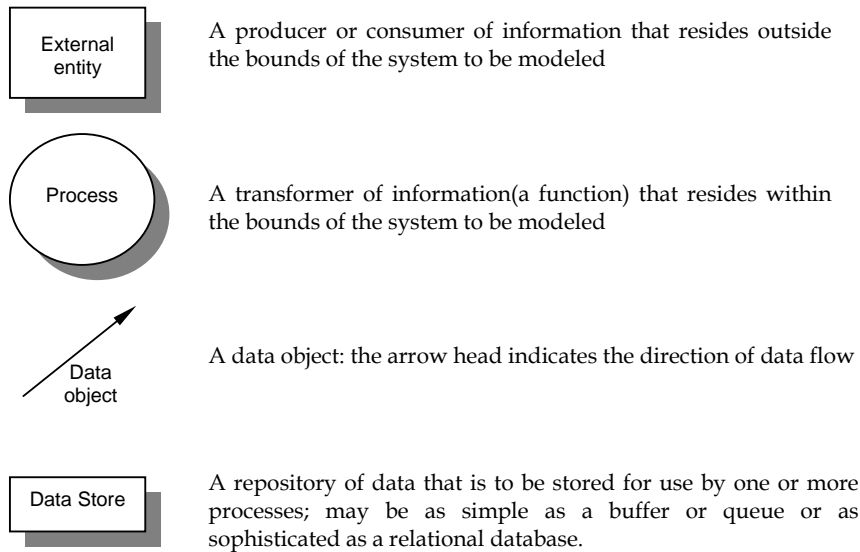 External
entity
A producer or consumer of information that resides outside
the bounds of the system to be modeled
Process
A transformer of information(a function) that resides within
the bounds of the system to be modeled
Data
object
A data object: the arrow head indicates the direction of data flow
Data Store
A repository of data that is to be stored for use by one or more
processes; may be as simple as a buffer or queue or as
sophisticated as a relational database.